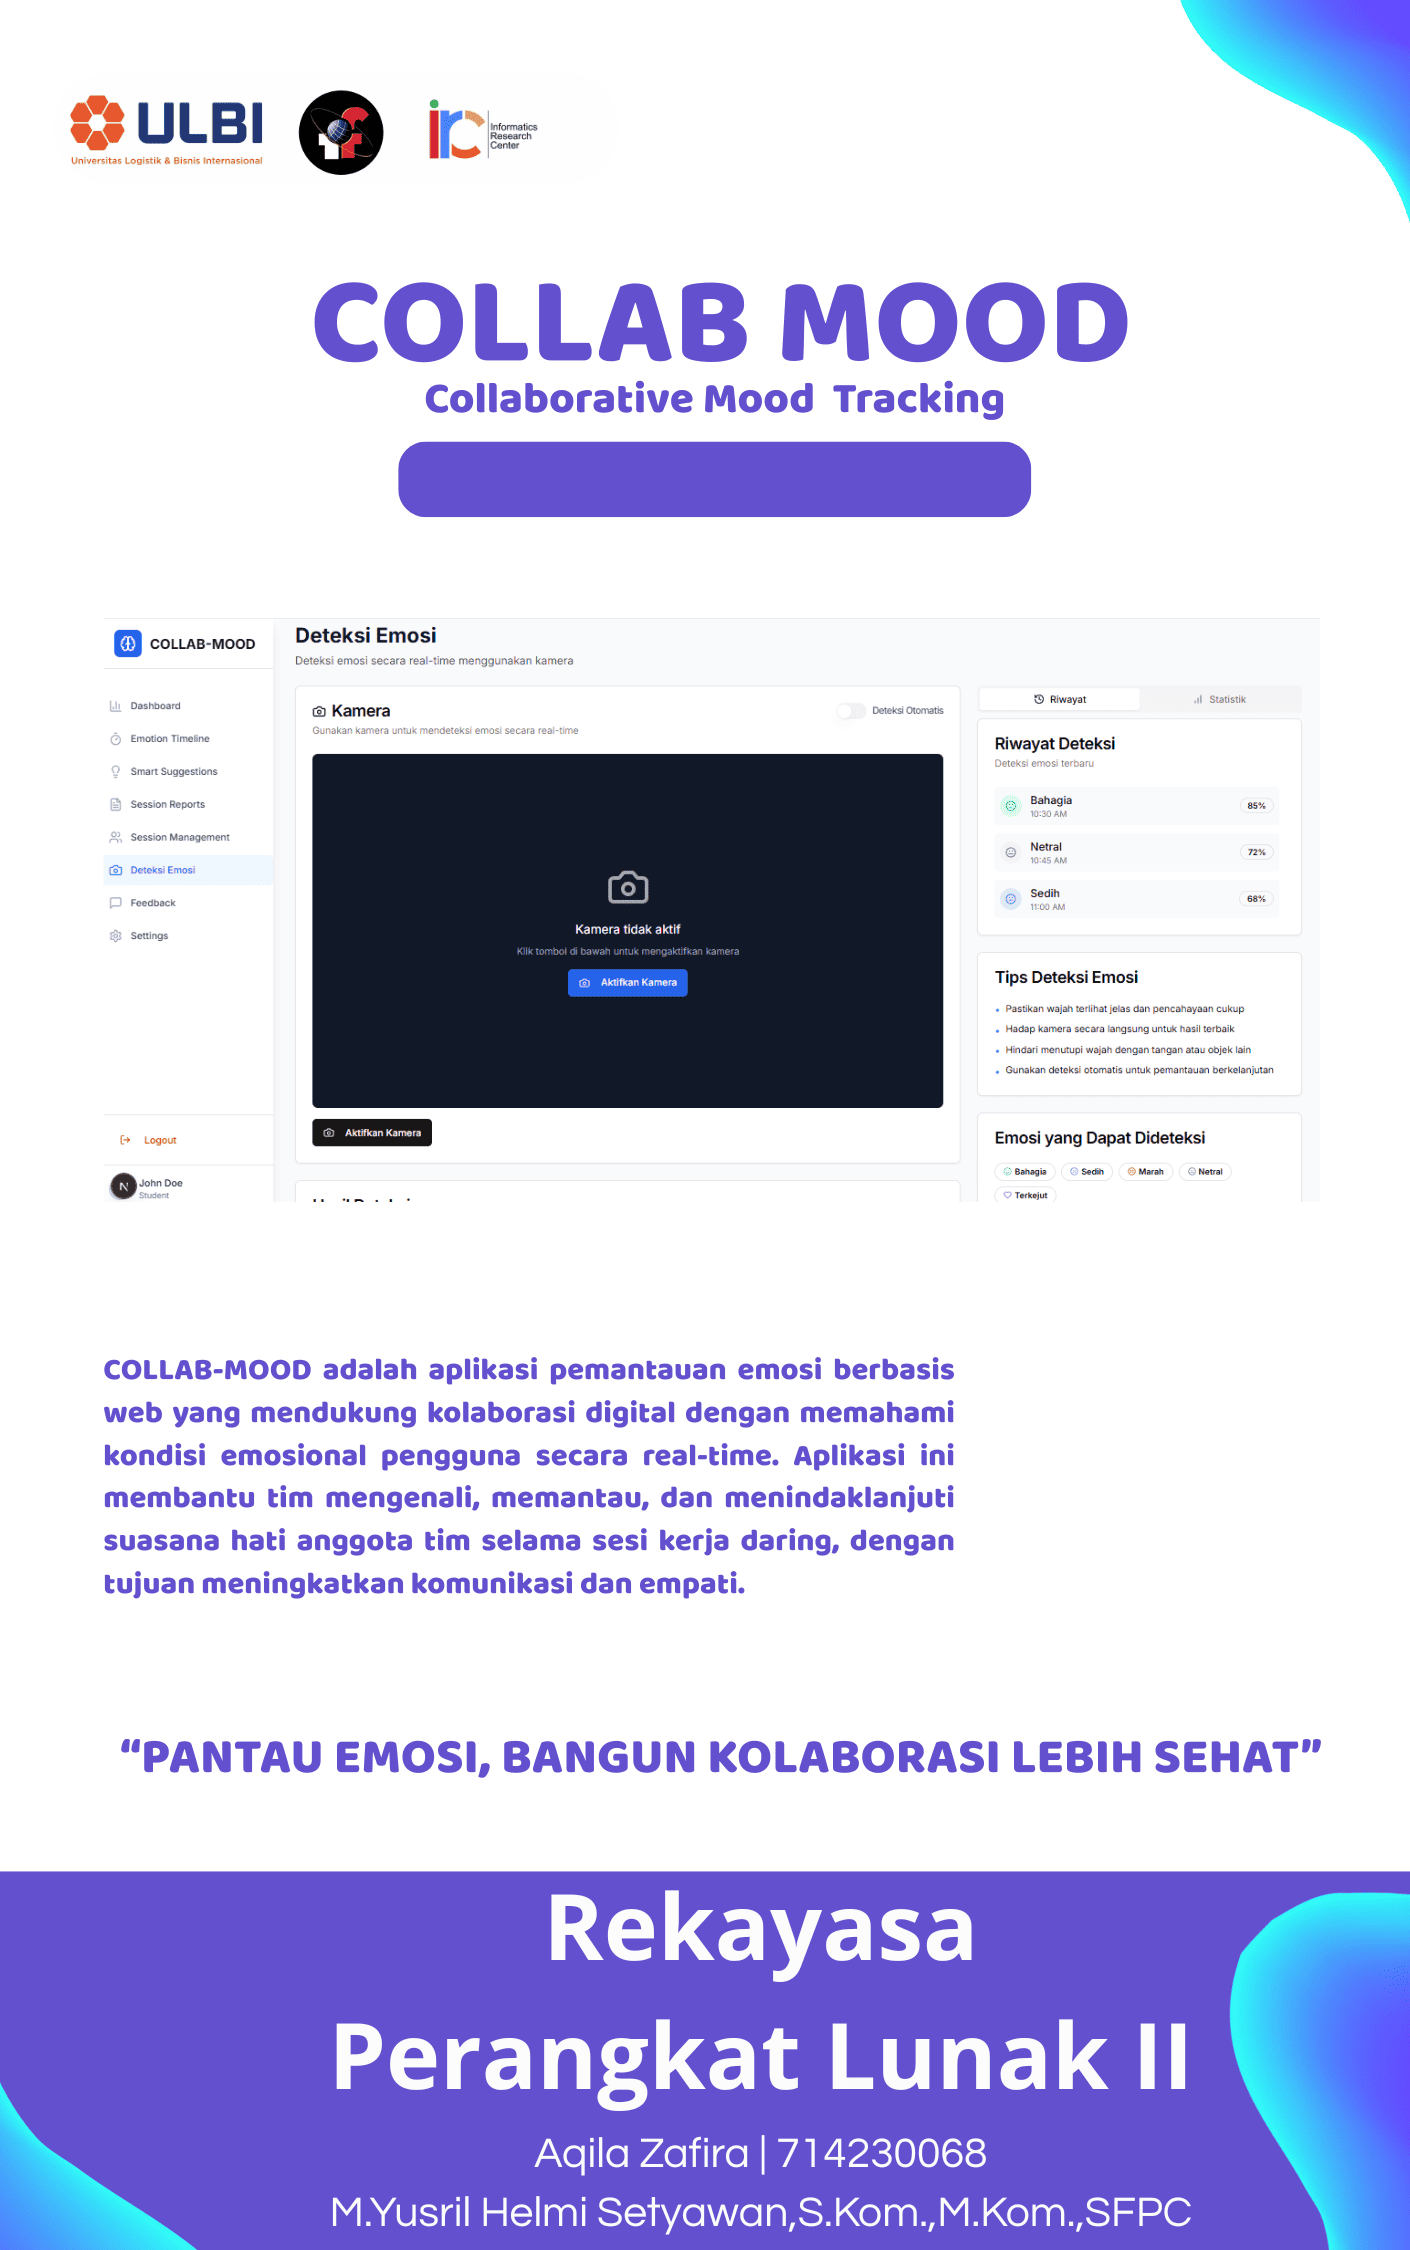 ULBI
Universitas Logistik & Bisnis Internasional
irc
Informatics
Research
Center
COLLAB MOOD
Collaborative Mood Tracking
COLLAB-MOOD
Dashboard
Emotion Timeline
Smart Suggestions
Session Reports
Session Management
Deteksi Emosi
Feedback
Settings
Logout
N
John Doe
Student
Deteksi Emosi
Deteksi emosi secara real-time menggunakan kamera
Kamera
Deteksi Otomatis
Gunakan kamera untuk mendeteksi emosi secara real-time
Kamera tidak aktif
Klik tombol di bawah untuk mengaktifkan kamera
Aktifkan Kamera
Aktifkan Kamera
Riwayat
Statistik
Riwayat Deteksi
Deteksi emosi terbaru
Bahagia
10:30 AM
85%
Netral
10:45 AM
72%
Sedih
11:00 AM
68%
Tips Deteksi Emosi
• Pastikan wajah terlihat jelas dan pencahayaan cukup
• Hadap kamera secara langsung untuk hasil terbaik
• Hindari menutupi wajah dengan tangan atau objek lain
• Gunakan deteksi otomatis untuk pemantauan berkelanjutan
Emosi yang Dapat Dideteksi
Bahagia Sedih Marah Netral
Terkejut
COLLAB-MOOD adalah aplikasi pemantauan emosi berbasis
web yang mendukung kolaborasi digital dengan memahami
kondisi emosional pengguna secara real-time. Aplikasi ini
membantu tim mengenali, memantau, dan menindaklanjuti
suasana hati anggota tim selama sesi kerja daring, dengan
tujuan meningkatkan komunikasi dan empati.
“PANTAU EMOSI, BANGUN KOLABORASI LEBIH SEHAT”
Rekayasa
Perangkat Lunak II
Aqila Zafira | 714230068
M.Yusril Helmi Setyawan,S.Kom.,M.Kom.,SFPC